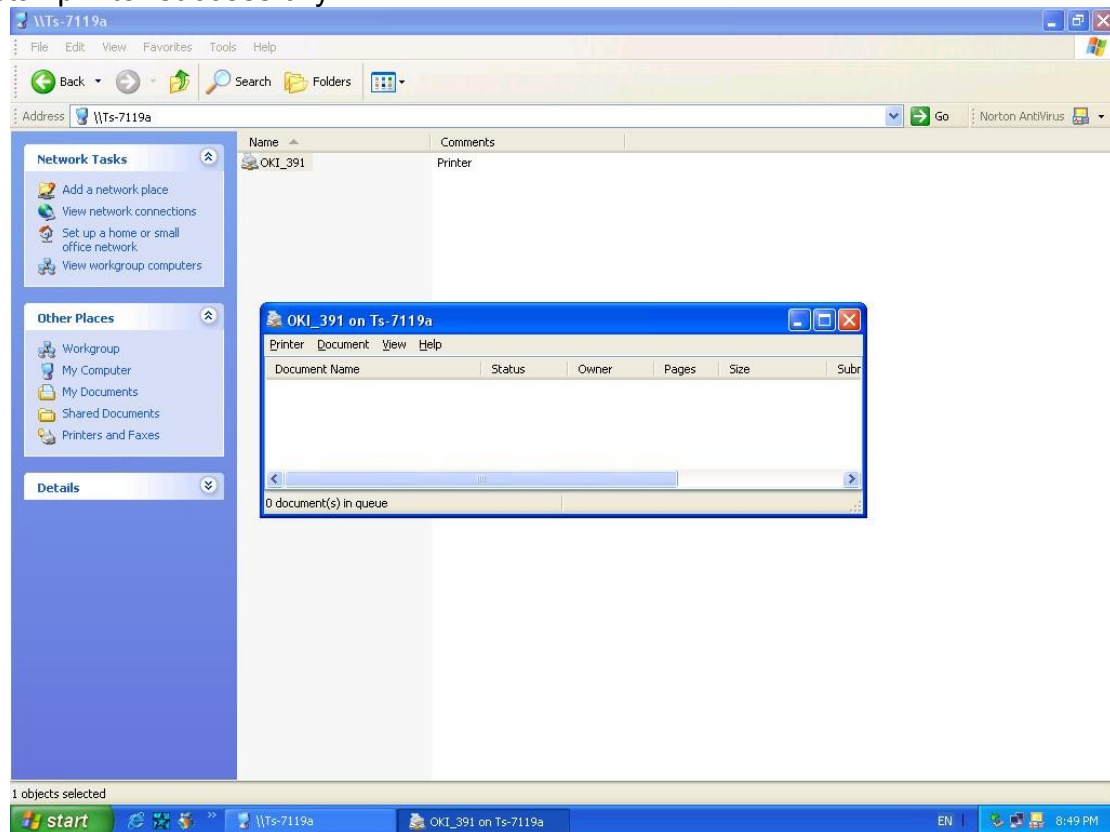 \\Ts-7119a
File Edit View Favorites Tools Help
Back Search Folders
Address \\Ts-7119a Go Norton AntiVirus
Name Comments
OKI_391 Printer
Network Tasks
Add a network place
View network connections
Set up a home or small
office network
View workgroup computers
Other Places
Workgroup
My Computer
My Documents
Shared Documents
Printers and Faxes
Details
OKI_391 on Ts-7119a
Printer Document View Help
Document Name Status Owner Pages Size Subr
0 document(s) in queue
1 objects selected
start \\Ts-7119a OKI_391 on Ts-7119a EN 8:49 PM